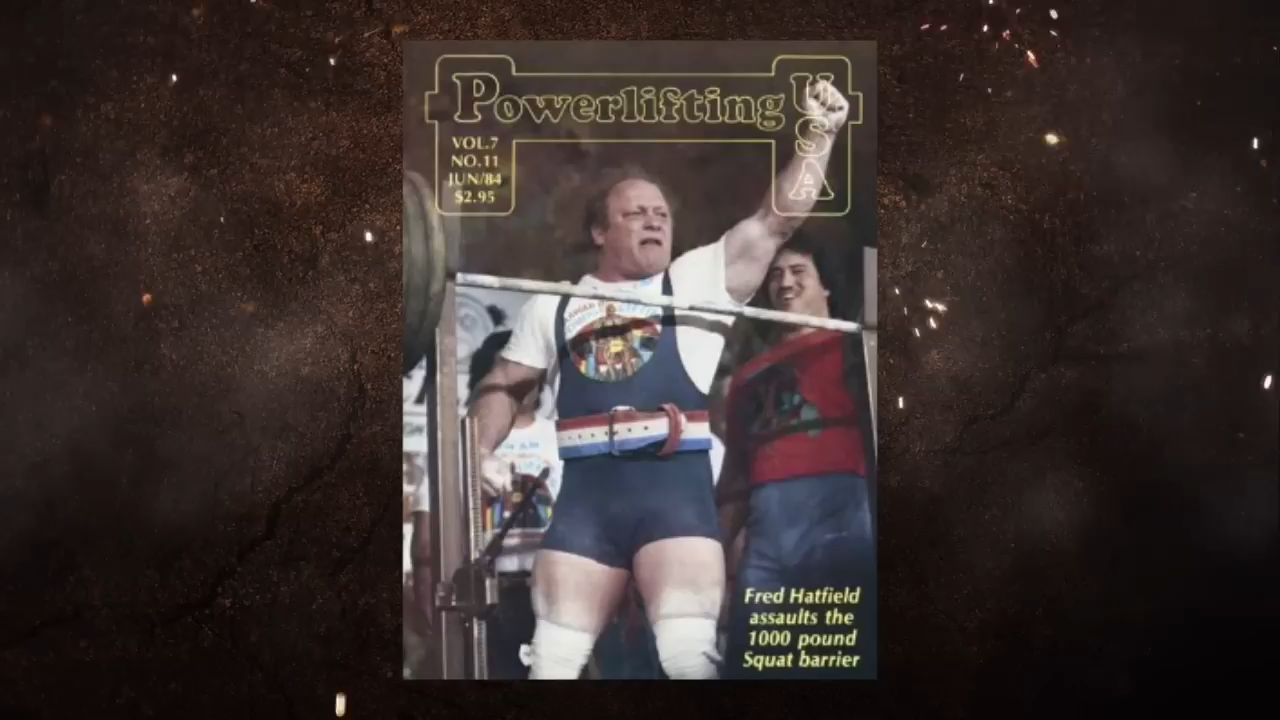 Powerlifting USA
VOL.7
NO.11
JUN/84
$2.95
Fred Hatfield
assaults the
1000 pound
Squat barrier